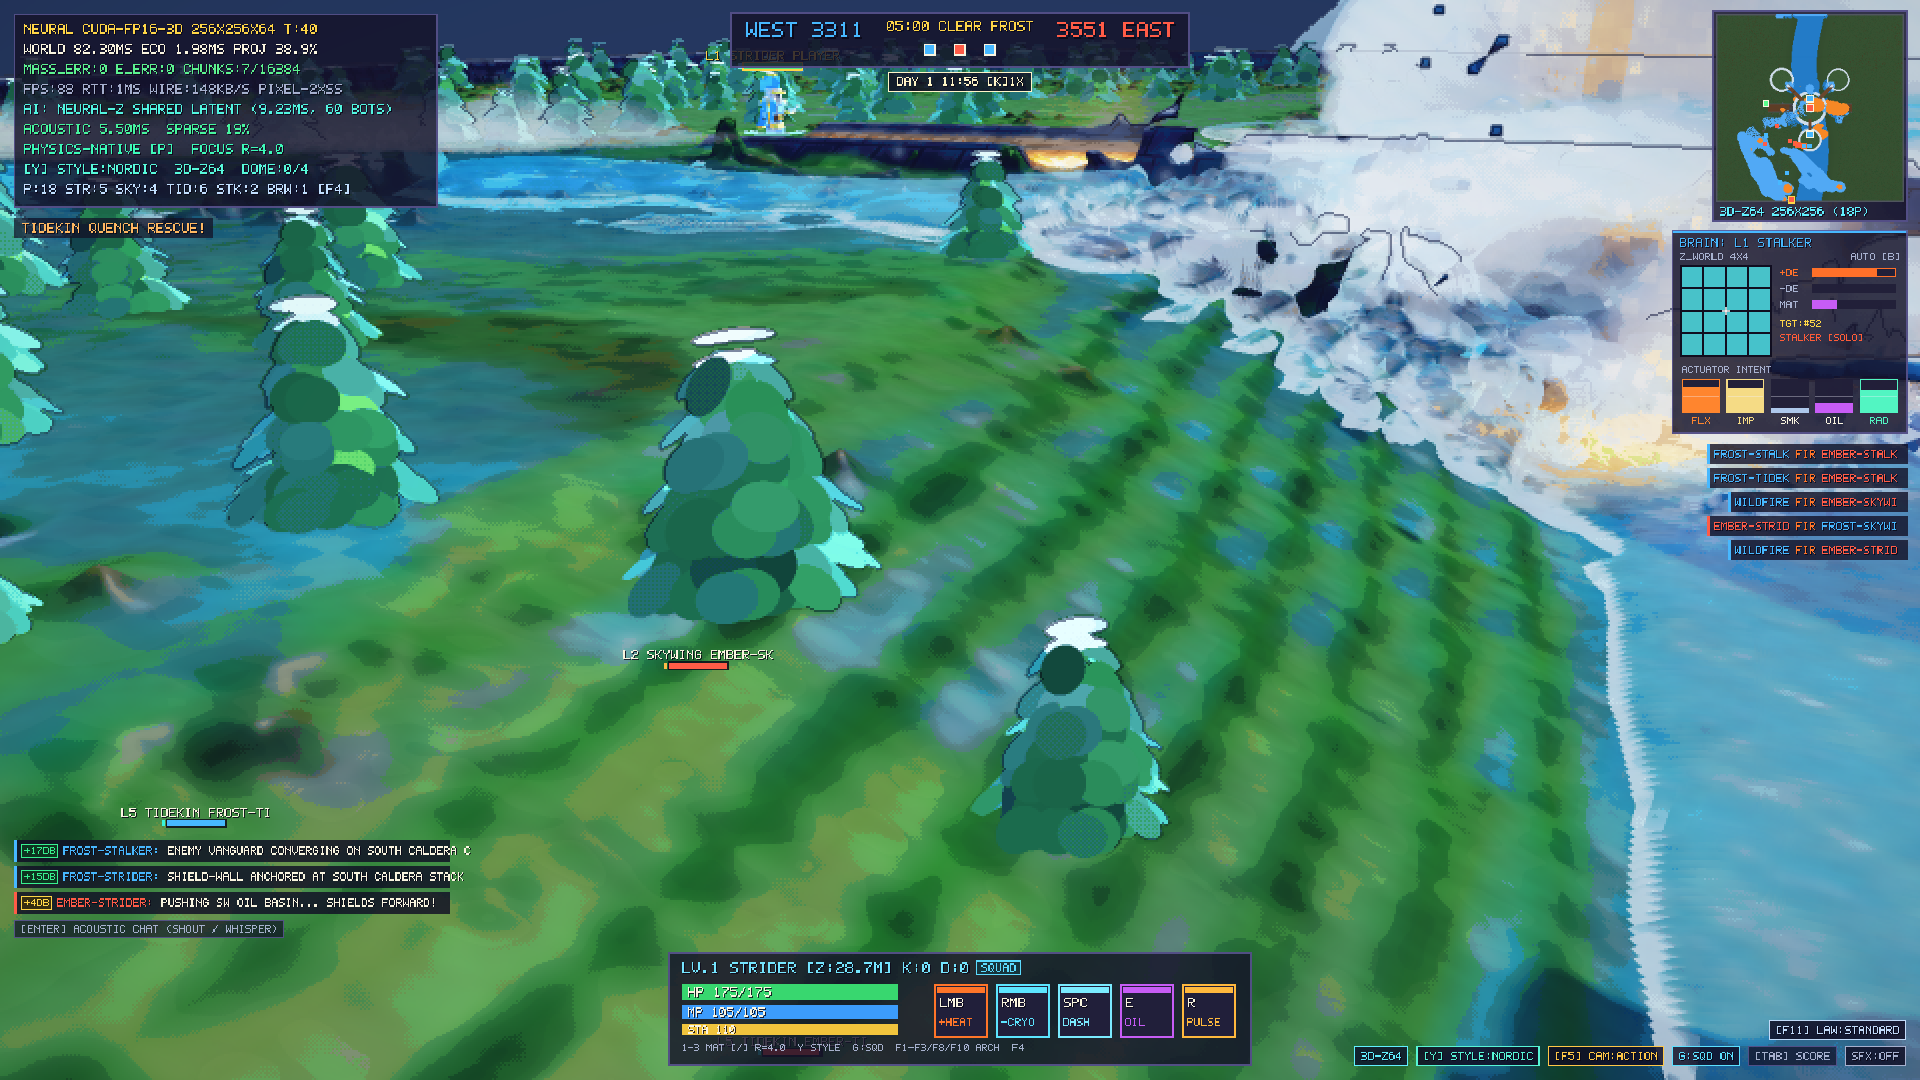 NEURAL CUDA-FP16-3D 256X256X64 T:40
WORLD 82.30MS ECO 1.98MS PROJ 38.9%
MASS_ERR:0 E_ERR:0 CHUNKS:7/16384
FPS:88 RTT:1MS WIRE:148KB/S PIXEL-2XSS
AI: NEURAL-Z SHARED LATENT (9.23MS, 60 BOTS)
ACOUSTIC 5.50MS SPARSE 19%
PHYSICS-NATIVE [P] FOCUS R=4.0
[Y] STYLE:NORDIC 3D-Z64 DOME:0/4
P:18 STR:5 SKY:4 TID:6 STK:2 BRW:1 [F4]
TIDEKIN QUENCH RESCUE!
WEST 3311
05:00 CLEAR FROST
3551 EAST
L1 STRIDER PLAYER
DAY 1 11:56 [K]1X
3D-Z64 256X256 (18P)
BRAIN: L1 STALKER
Z_WORLD 4X4
AUTO [B]
+DE
-DE
MAT
TGT:#52
STALKER [SOLO]
ACTUATOR INTENT
FLX
IMP
SMK
OIL
RAD
FROST-STALK FIR EMBER-STALK
FROST-TIDEK FIR EMBER-STALK
WILDFIRE FIR EMBER-SKYWI
EMBER-STRID FIR FROST-SKYWI
WILDFIRE FIR EMBER-STRID
L2 SKYWING EMBER-SK
L5 TIDEKIN FROST-TI
+17DB FROST-STALKER: ENEMY VANGUARD CONVERGING ON SOUTH CALDERA C
+15DB FROST-STRIDER: SHIELD-WALL ANCHORED AT SOUTH CALDERA STACK
+4DB EMBER-STRIDER: PUSHING SW OIL BASIN... SHIELDS FORWARD!
[ENTER] ACOUSTIC CHAT (SHOUT / WHISPER)
LV.1 STRIDER [Z:28.7M] K:0 D:0 SQUAD
HP 175/175
MP 105/105
STA 110
LMB
+HEAT
RMB
-CRYO
SPC
DASH
E
OIL
R
PULSE
1-3 MAT [/] R=4.0 Y STYLE G:SQD F1-F3/F8/F10 ARCH F4
[F11] LAW:STANDARD
3D-Z64
[Y] STYLE:NORDIC
[F5] CAM:ACTION
G:SQD ON
[TAB] SCORE
SFX:OFF